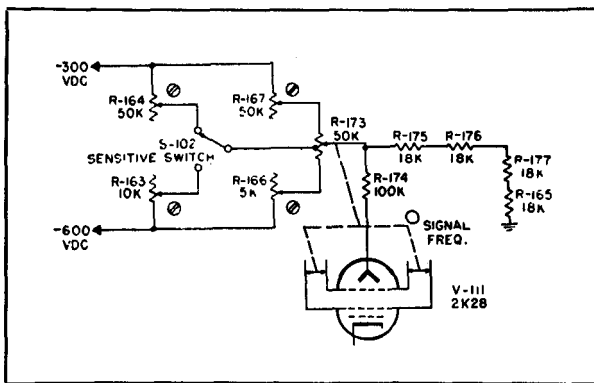 -300
VDC
R-164
50K
R-167
50K
S-102
SENSITIVE SWITCH
R-173
50K
R-175
18K
R-176
18K
R-177
18K
R-165
18K
R-163
10K
R-166
5K
R-174
100K
-600
VDC
SIGNAL
FREQ.
V-111
2K28